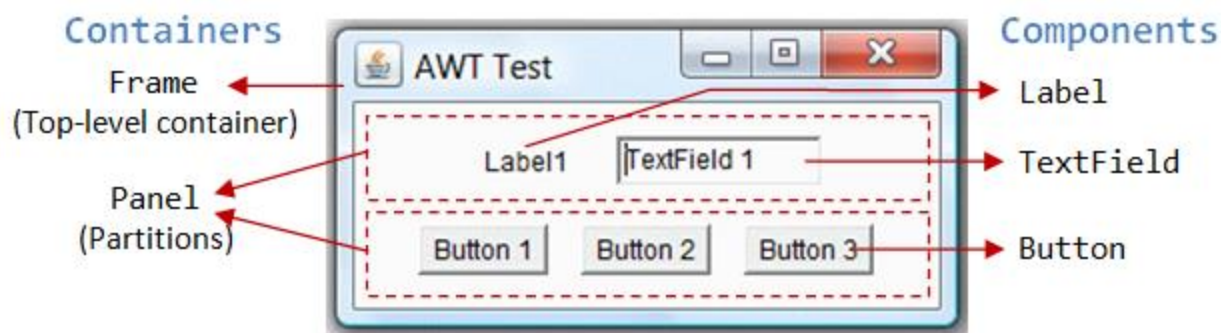 Containers
Frame
(Top-level container)
Panel
(Partitions)
AWT Test
Label1
TextField 1
Button 1
Button 2
Button 3
Components
Label
TextField
Button